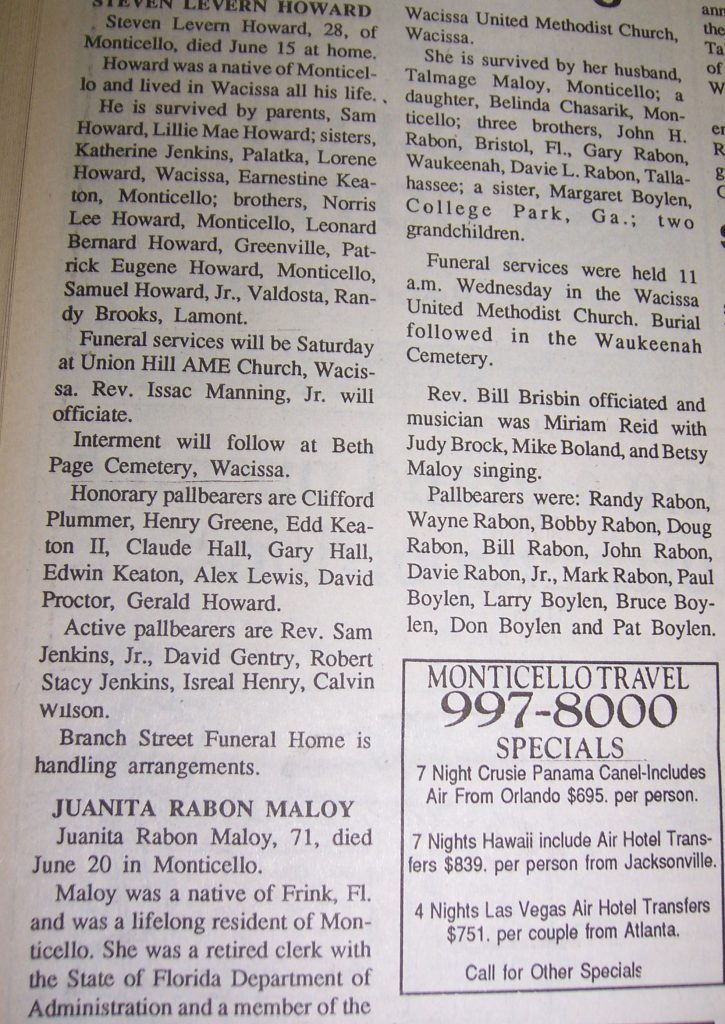 STEVEN LEVERN HOWARD
Steven Levern Howard, 28, of
Monticello, died June 15 at home.
Howard was a native of Monticel-
lo and lived in Wacissa all his life.
He is survived by parents, Sam
Howard, Lillie Mae Howard; sisters,
Katherine Jenkins, Palatka, Lorene
Howard, Wacissa, Earnestine Kea-
ton, Monticello; brothers, Norris
Lee Howard, Monticello, Leonard
Bernard Howard, Greenville, Pat-
rick Eugene Howard, Monticello,
Samuel Howard, Jr., Valdosta, Ran-
dy Brooks, Lamont.
Funeral services will be Saturday
at Union Hill AME Church, Wacis-
sa. Rev. Issac Manning, Jr. will
officiate.
Interment will follow at Beth
Page Cemetery, Wacissa.
Honorary pallbearers are Clifford
Plummer, Henry Greene, Edd Kea-
ton II, Claude Hall, Gary Hall,
Edwin Keaton, Alex Lewis, David
Proctor, Gerald Howard.
Active pallbearers are Rev. Sam
Jenkins, Jr., David Gentry, Robert
Stacy Jenkins, Isreal Henry, Calvin
Wilson.
Branch Street Funeral Home is
handling arrangements.
JUANITA RABON MALOY
Juanita Rabon Maloy, 71, died
June 20 in Monticello.
Maloy was a native of Frink, Fl.
and was a lifelong resident of Mon-
ticello. She was a retired clerk with
the State of Florida Department of
Administration and a member of the
Wacissa United Methodist Church,
Wacissa.
She is survived by her husband,
Talmage Maloy, Monticello; a
daughter, Belinda Chasarik, Mon-
ticello; three brothers, John H.
Rabon, Bristol, Fl., Gary Rabon,
Waukeenah, Davie L. Rabon, Talla-
hassee; a sister, Margaret Boylen,
College Park, Ga.; two
grandchildren.
Funeral services were held 11
a.m. Wednesday in the Wacissa
United Methodist Church. Burial
followed in the Waukeenah
Cemetery.
Rev. Bill Brisbin officiated and
musician was Miriam Reid with
Judy Brock, Mike Boland, and Betsy
Maloy singing.
Pallbearers were: Randy Rabon,
Wayne Rabon, Bobby Rabon, Doug
Rabon, Bill Rabon, John Rabon,
Davie Rabon, Jr., Mark Rabon, Paul
Boylen, Larry Boylen, Bruce Boy-
len, Don Boylen and Pat Boylen.
MONTICELLO TRAVEL
997-8000
SPECIALS
7 Night Crusie Panama Canel-Includes
Air From Orlando $695. per person.
7 Nights Hawaii include Air Hotel Trans-
fers $839. per person from Jacksonville.
4 Nights Las Vegas Air Hotel Transfers
$751. per couple from Atlanta.
Call for Other Specials